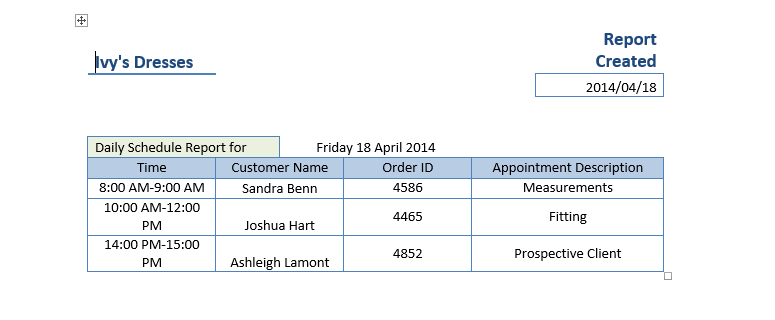 Report
Created
Ivy's Dresses
2014/04/18
Daily Schedule Report for Friday 18 April 2014
Time Customer Name Order ID Appointment Description
8:00 AM-9:00 AM Sandra Benn 4586 Measurements
10:00 AM-12:00
PM Joshua Hart 4465 Fitting
14:00 PM-15:00
PM Ashleigh Lamont 4852 Prospective Client